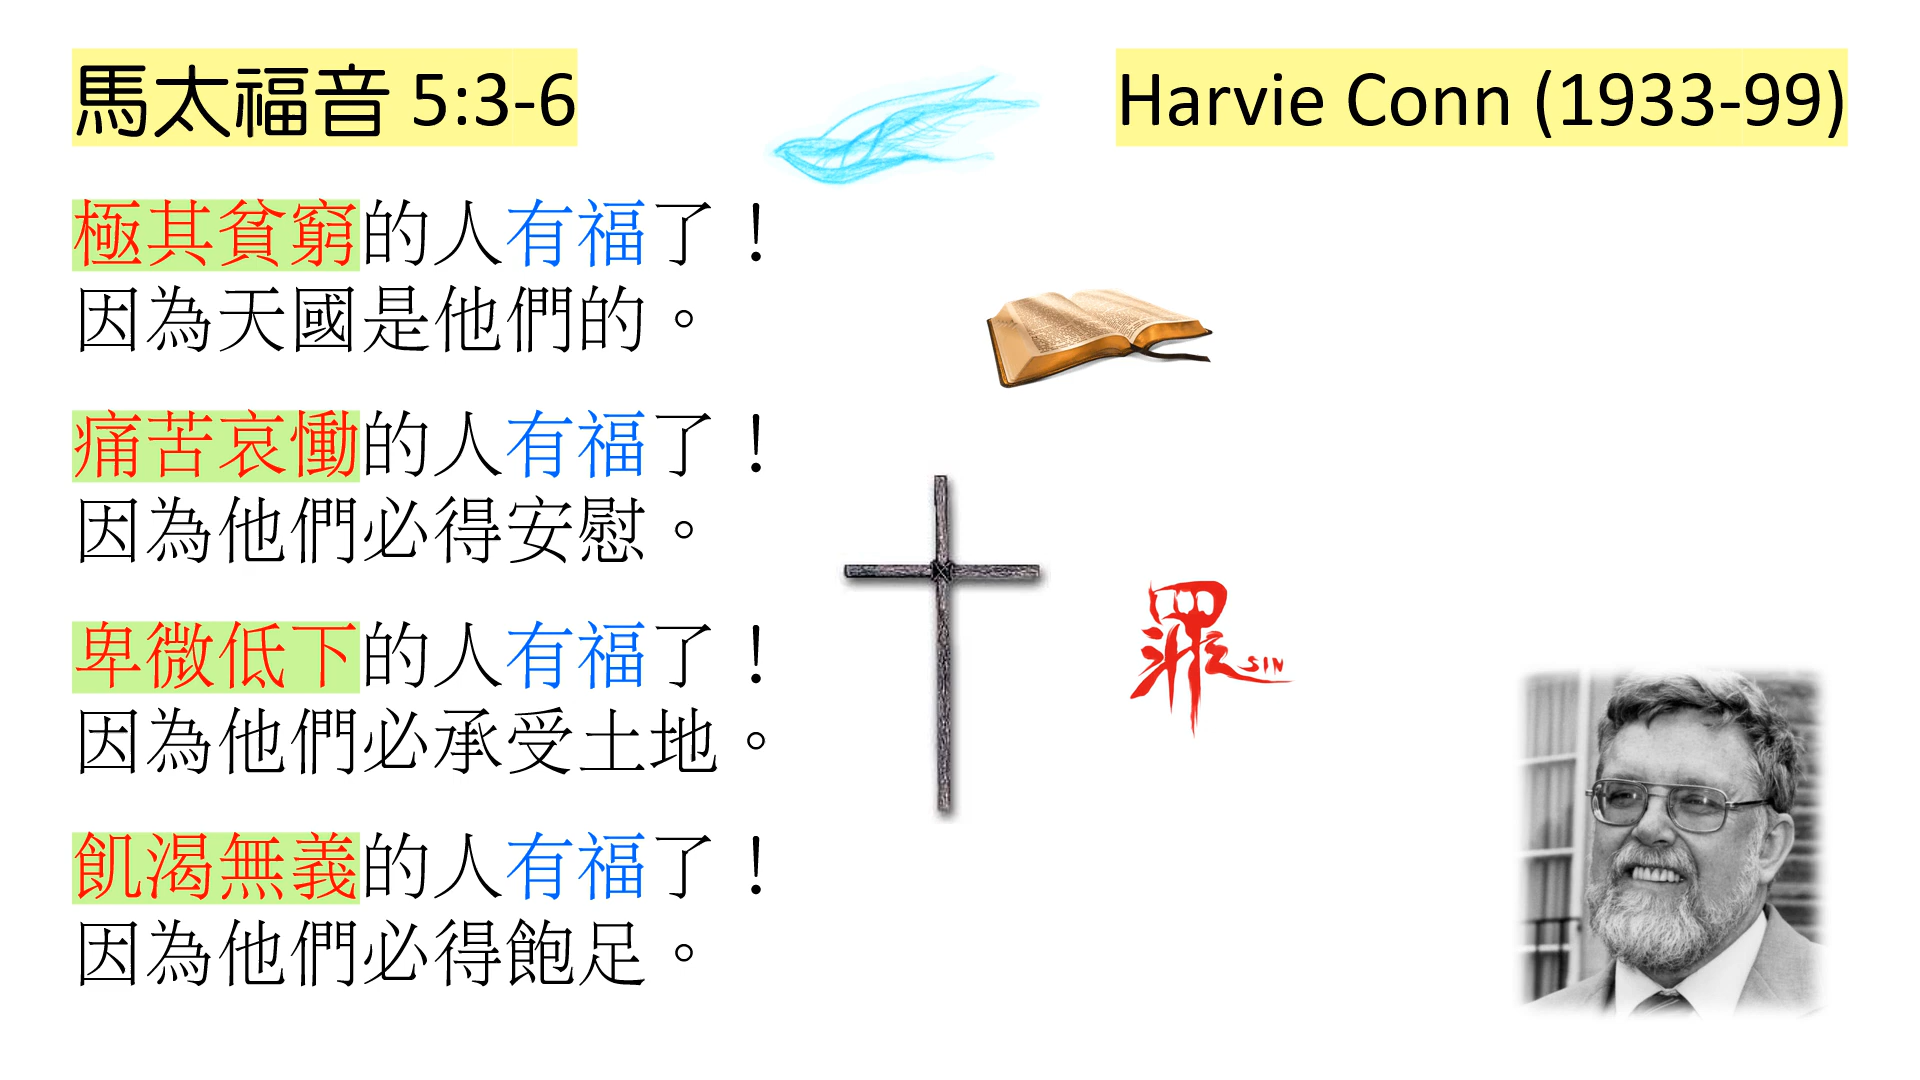 馬太福音 5:3-6
Harvie Conn (1933-99)
極其貧窮的人有福了！
因為天國是他們的。
痛苦哀慟的人有福了！
因為他們必得安慰。
卑微低下的人有福了！
因為他們必承受土地。
飢渴無義的人有福了！
因為他們必得飽足。
罪 SIN